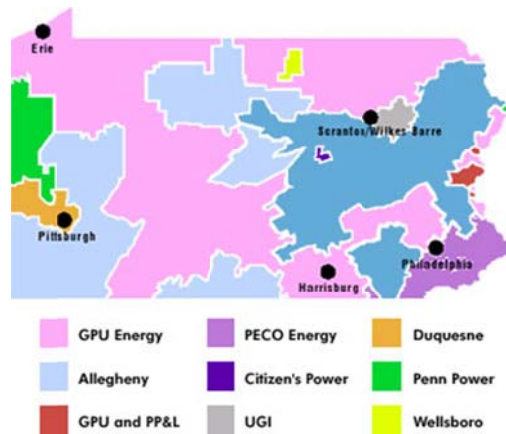 Erie
Scranton/Wilkes Barre
Pittsburgh
Philadelphia
Harrisburg
GPU Energy
PECO Energy
Duquesne
Allegheny
Citizen's Power
Penn Power
GPU and PP&L
UGI
Wellsboro